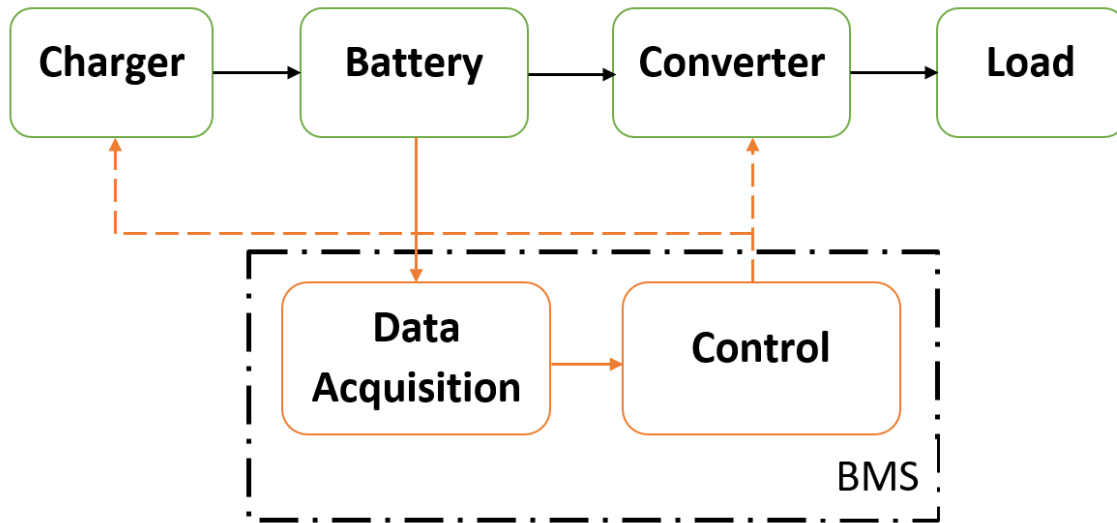 Charger
Battery
Converter
Load
Data
Acquisition
Control
BMS